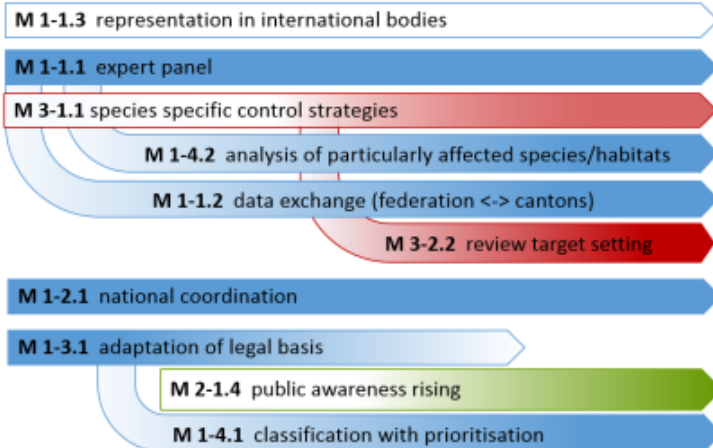 M 1-1.3 representation in international bodies
M 1-1.1 expert panel
M 3-1.1 species specific control strategies
M 1-4.2 analysis of particularly affected species/habitats
M 1-1.2 data exchange (federation <-> cantons)
M 3-2.2 review target setting
M 1-2.1 national coordination
M 1-3.1 adaptation of legal basis
M 2-1.4 public awareness rising
M 1-4.1 classification with prioritisation